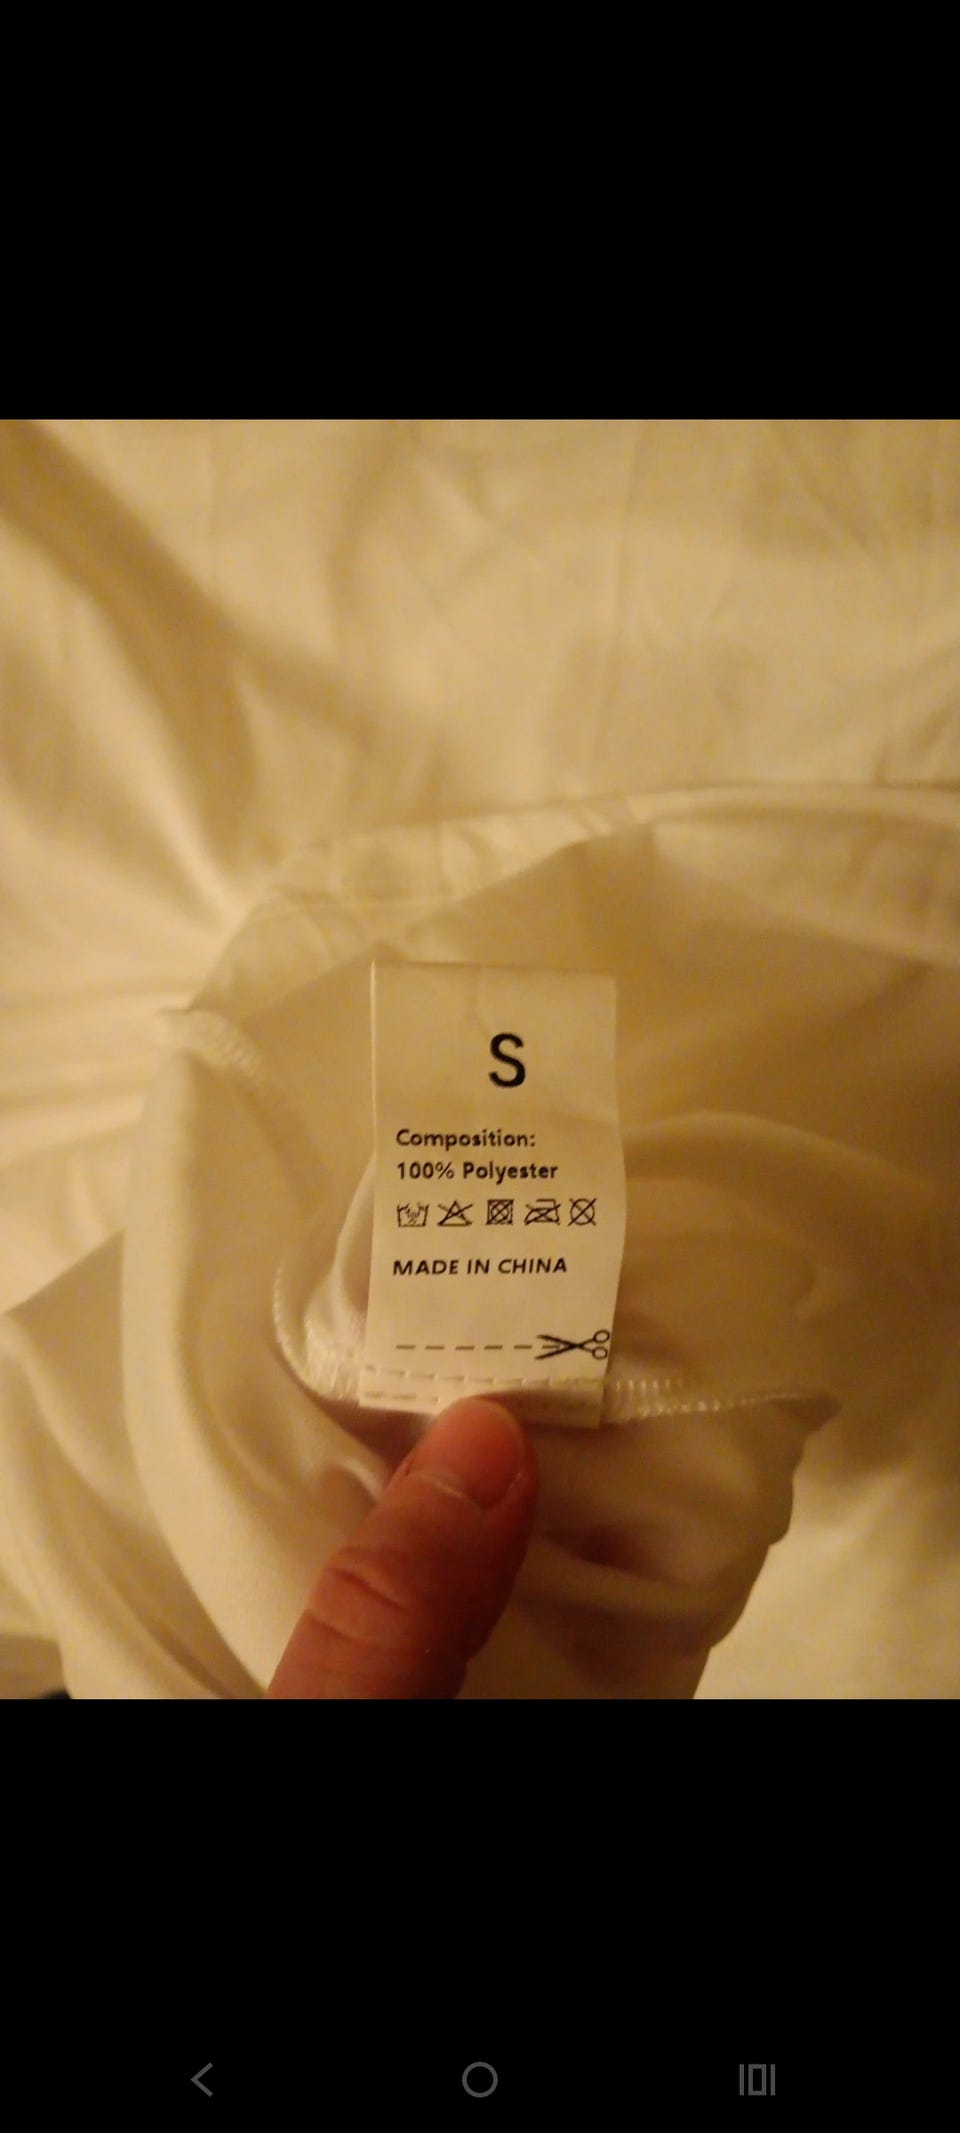 S
Composition:
100% Polyester
MADE IN CHINA